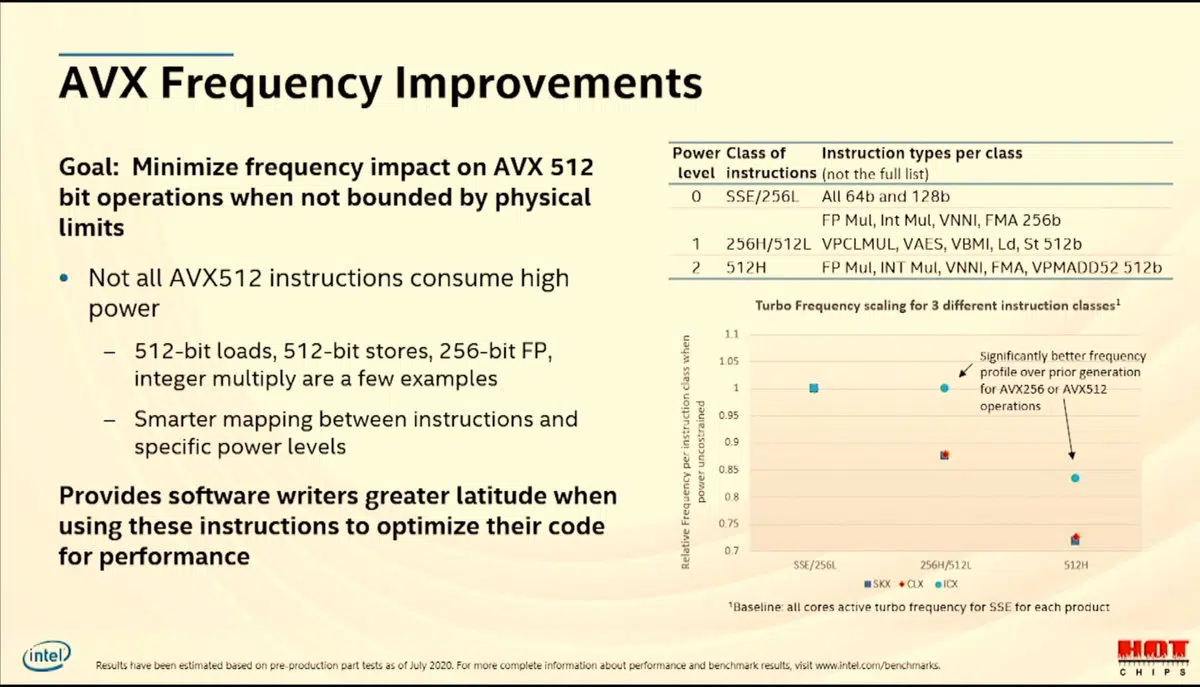 AVX Frequency Improvements
Goal: Minimize frequency impact on AVX 512
bit operations when not bounded by physical
limits
• Not all AVX512 instructions consume high
power
– 512-bit loads, 512-bit stores, 256-bit FP,
integer multiply are a few examples
– Smarter mapping between instructions and
specific power levels
Provides software writers greater latitude when
using these instructions to optimize their code
for performance
Power Class of Instruction types per class
level instructions (not the full list)
0 SSE/256L All 64b and 128b
FP Mul, Int Mul, VNNI, FMA 256b
1 256H/512L VPCLMUL, VAES, VBMI, Ld, St 512b
2 512H FP Mul, INT Mul, VNNI, FMA, VPMADD52 512b
Turbo Frequency scaling for 3 different instruction classes¹
Relative Frequency per instruction class when
power uncostrained
1.1
1.05
1
0.95
0.9
0.85
0.8
0.75
0.7
Significantly better frequency
profile over prior generation
for AVX256 or AVX512
operations
SSE/256L 256H/512L 512H
SKX CLX ICX
¹Baseline: all cores active turbo frequency for SSE for each product
intel
Results have been estimated based on pre-production part tests as of July 2020. For more complete information about performance and benchmark results, visit www.intel.com/benchmarks.
HOT
CHIPS